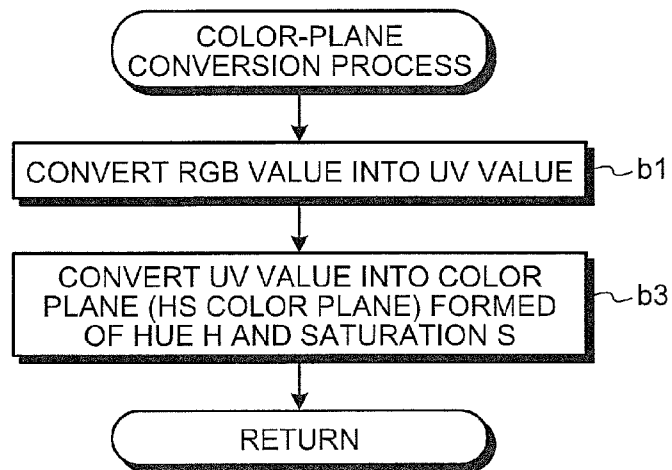 COLOR-PLANE
CONVERSION PROCESS
CONVERT RGB VALUE INTO UV VALUE
b1
CONVERT UV VALUE INTO COLOR
PLANE (HS COLOR PLANE) FORMED
OF HUE H AND SATURATION S
b3
RETURN